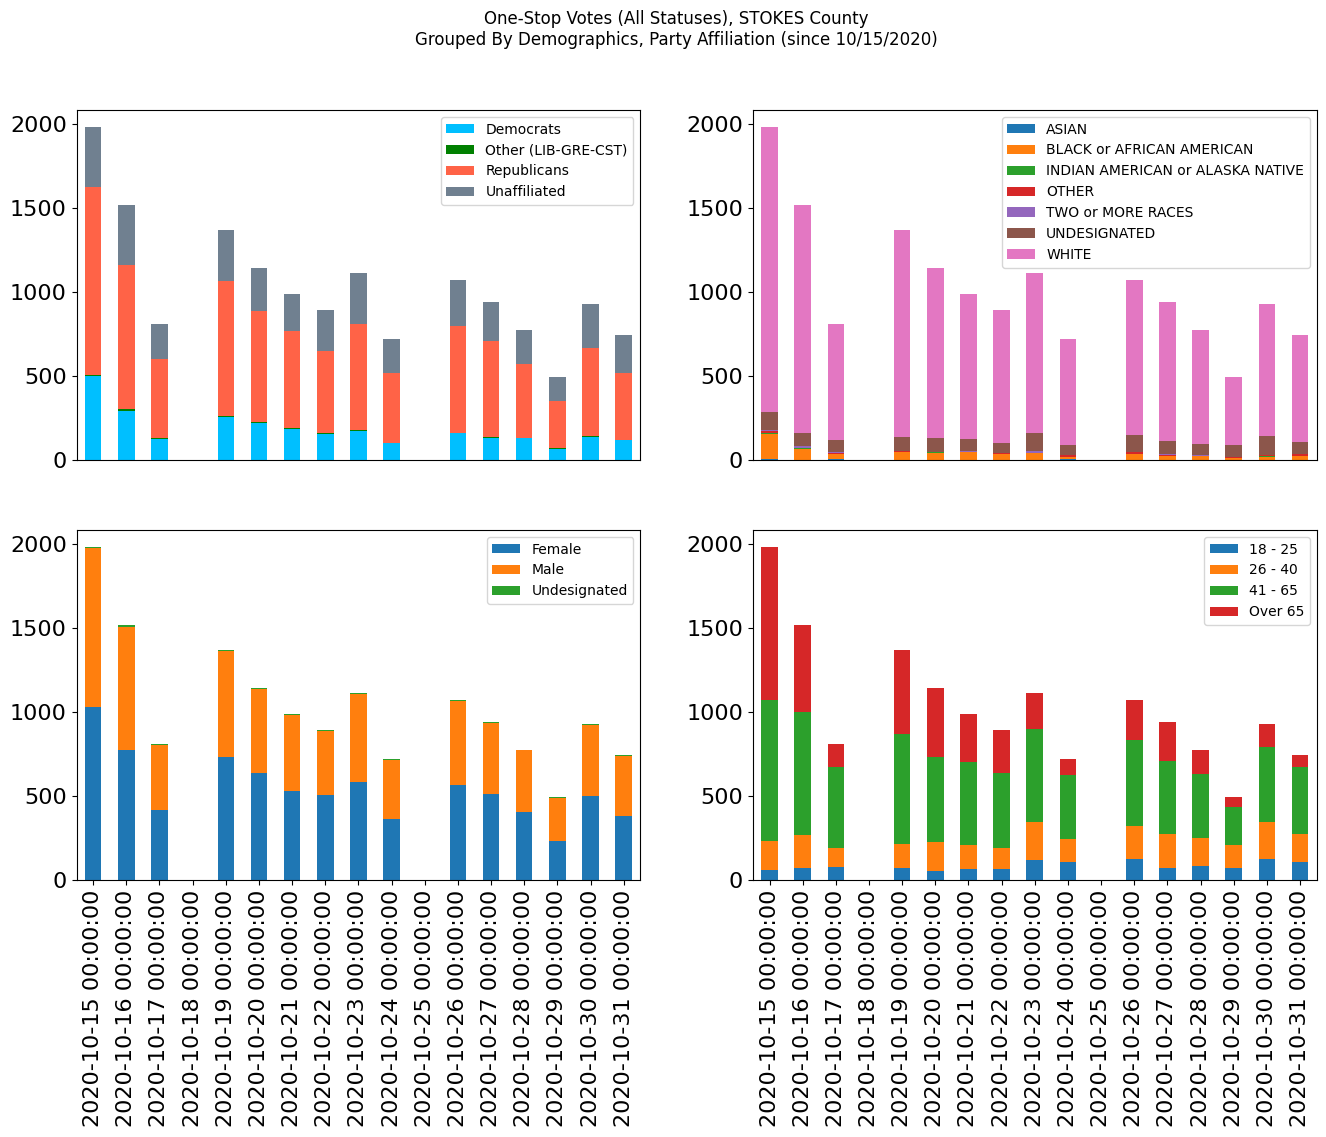 One-Stop Votes (All Statuses), STOKES County
Grouped By Demographics, Party Affiliation (since 10/15/2020)
2000
1500
1000
500
0
Democrats
Other (LIB-GRE-CST)
Republicans
Unaffiliated
2000
1500
1000
500
0
ASIAN
BLACK or AFRICAN AMERICAN
INDIAN AMERICAN or ALASKA NATIVE
OTHER
TWO or MORE RACES
UNDESIGNATED
WHITE
2000
1500
1000
500
0
Female
Male
Undesignated
2020-10-15 00:00:00
2020-10-16 00:00:00
2020-10-17 00:00:00
2020-10-18 00:00:00
2020-10-19 00:00:00
2020-10-20 00:00:00
2020-10-21 00:00:00
2020-10-22 00:00:00
2020-10-23 00:00:00
2020-10-24 00:00:00
2020-10-25 00:00:00
2020-10-26 00:00:00
2020-10-27 00:00:00
2020-10-28 00:00:00
2020-10-29 00:00:00
2020-10-30 00:00:00
2020-10-31 00:00:00
2000
1500
1000
500
0
18 - 25
26 - 40
41 - 65
Over 65
2020-10-15 00:00:00
2020-10-16 00:00:00
2020-10-17 00:00:00
2020-10-18 00:00:00
2020-10-19 00:00:00
2020-10-20 00:00:00
2020-10-21 00:00:00
2020-10-22 00:00:00
2020-10-23 00:00:00
2020-10-24 00:00:00
2020-10-25 00:00:00
2020-10-26 00:00:00
2020-10-27 00:00:00
2020-10-28 00:00:00
2020-10-29 00:00:00
2020-10-30 00:00:00
2020-10-31 00:00:00